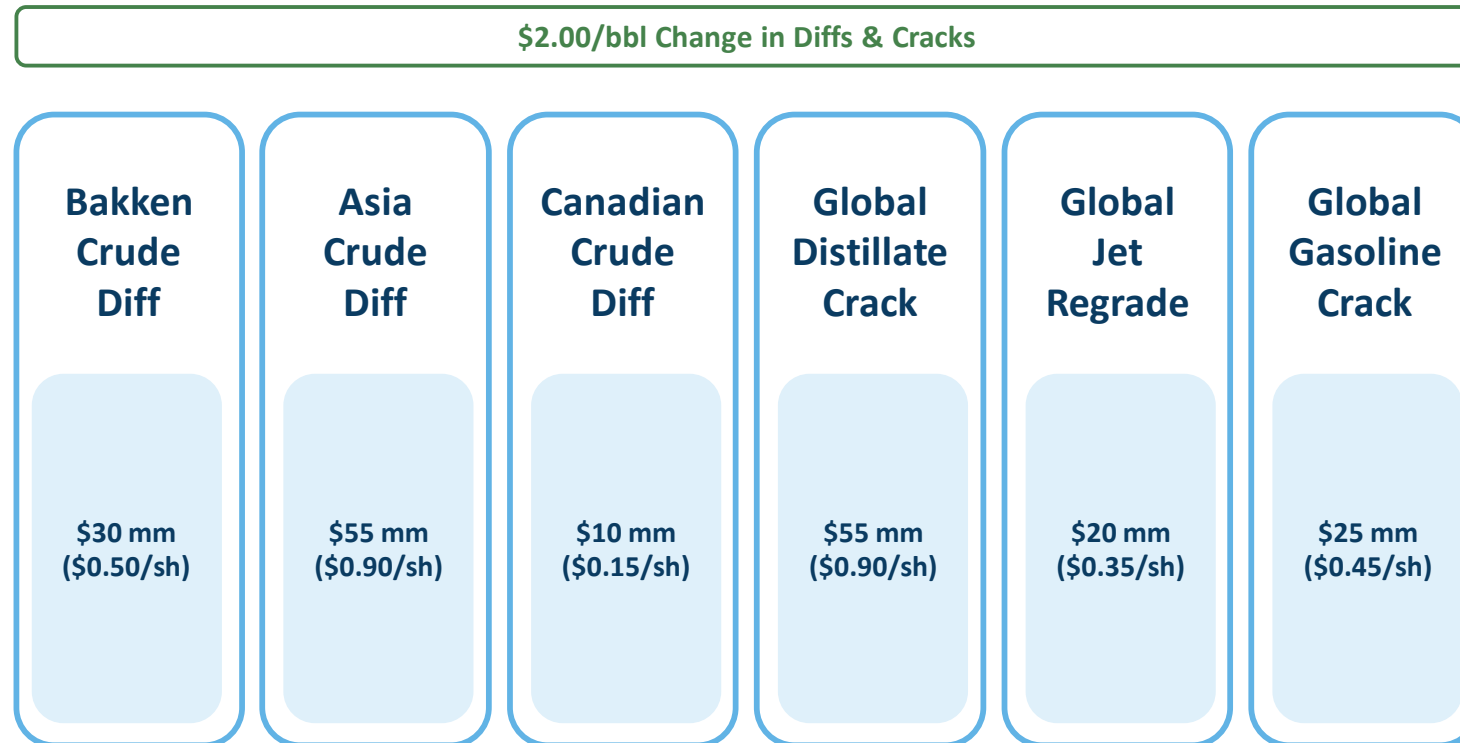 $2.00/bbl Change in Diffs & Cracks
Bakken
Crude
Diff
$30 mm
($0.50/sh)
Asia
Crude
Diff
$55 mm
($0.90/sh)
Canadian
Crude
Diff
$10 mm
($0.15/sh)
Global
Distillate
Crack
$55 mm
($0.90/sh)
Global
Jet
Regrade
$20 mm
($0.35/sh)
Global
Gasoline
Crack
$25 mm
($0.45/sh)